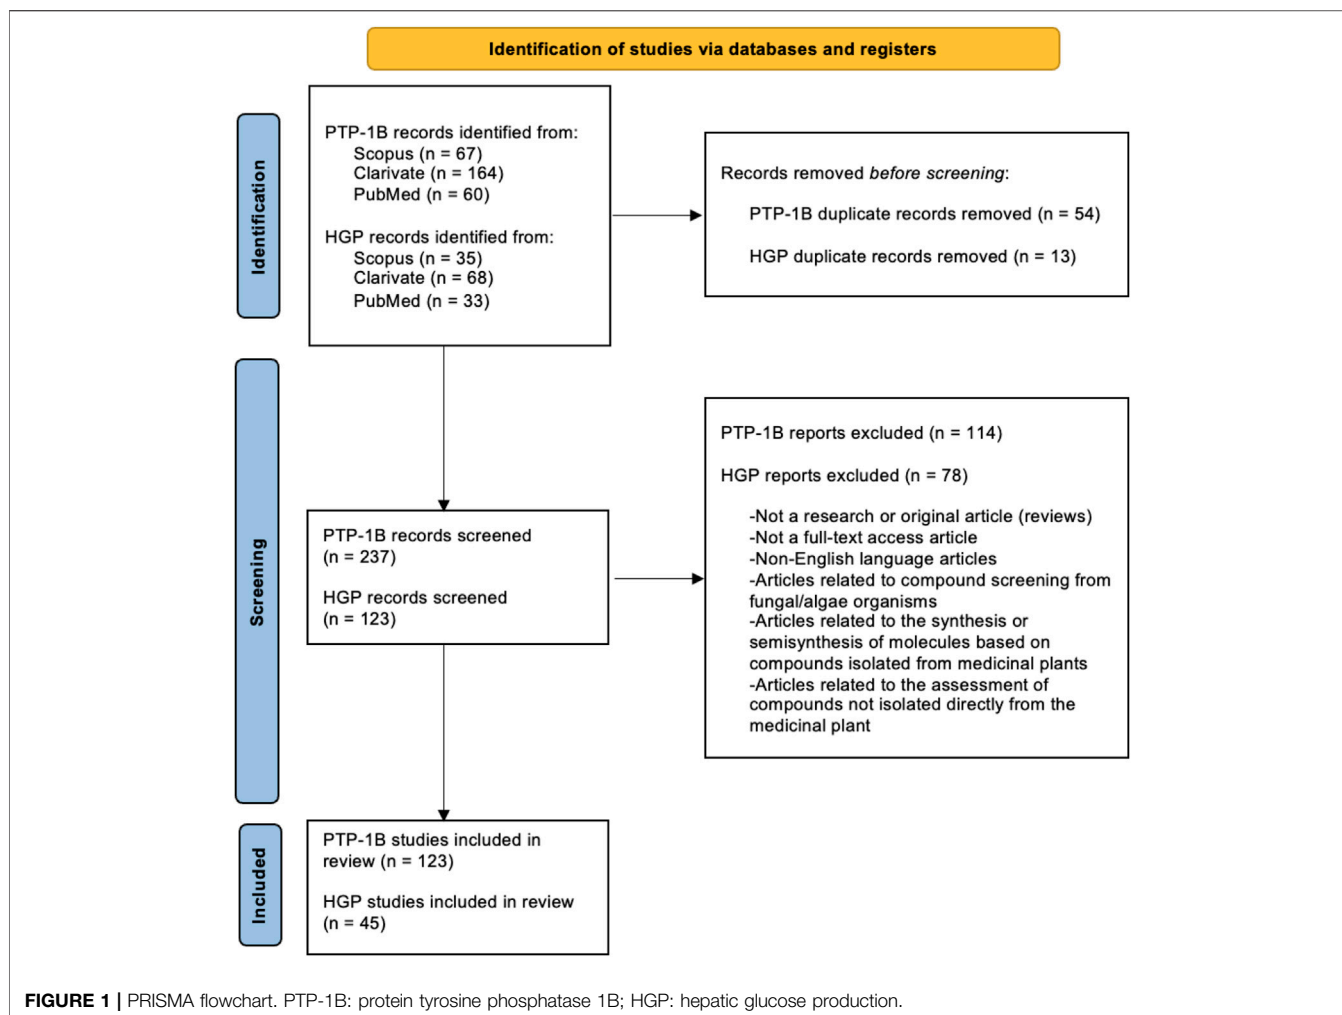 Identification of studies via databases and registers
Identification
PTP-1B records identified from:
Scopus (n = 67)
Clarivate (n = 164)
PubMed (n = 60)
HGP records identified from:
Scopus (n = 35)
Clarivate (n = 68)
PubMed (n = 33)
Records removed before screening:
PTP-1B duplicate records removed (n = 54)
HGP duplicate records removed (n = 13)
Screening
PTP-1B records screened
(n = 237)
HGP records screened
(n = 123)
PTP-1B reports excluded (n = 114)
HGP reports excluded (n = 78)
-Not a research or original article (reviews)
-Not a full-text access article
-Non-English language articles
-Articles related to compound screening from
fungal/algae organisms
-Articles related to the synthesis or
semisynthesis of molecules based on
compounds isolated from medicinal plants
-Articles related to the assessment of
compounds not isolated directly from the
medicinal plant
Included
PTP-1B studies included in
review (n = 123)
HGP studies included in review
(n = 45)
FIGURE 1 | PRISMA flowchart. PTP-1B: protein tyrosine phosphatase 1B; HGP: hepatic glucose production.